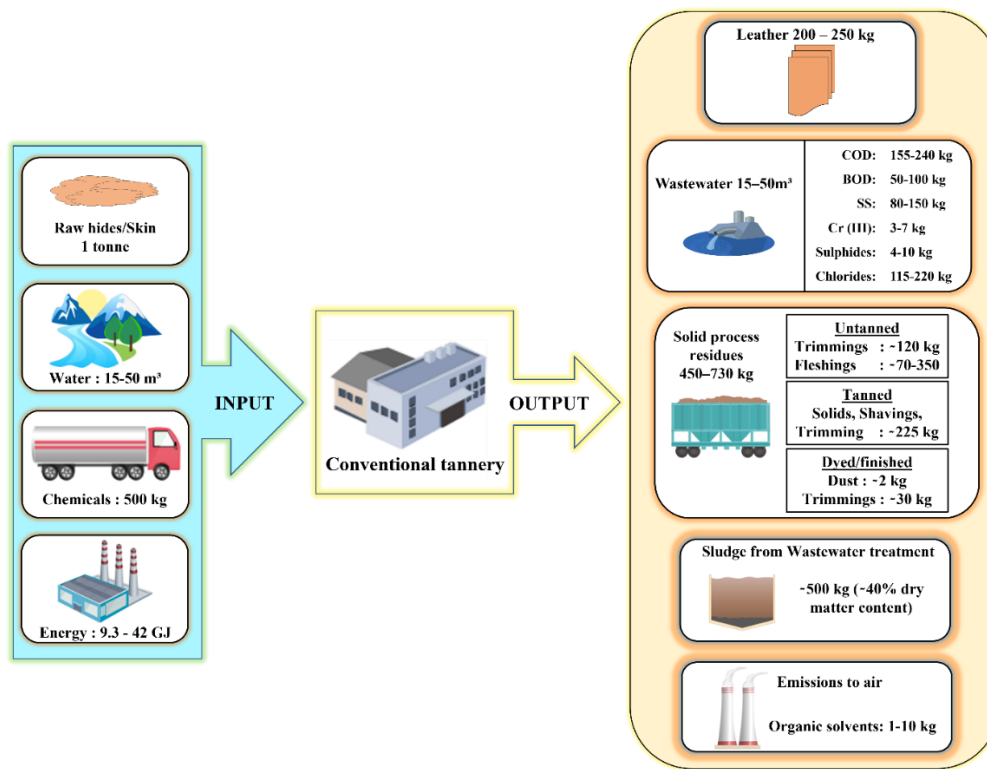 Raw hides/Skin
1 tonne
Water : 15-50 m³
Chemicals : 500 kg
Energy : 9.3 - 42 GJ
INPUT
Conventional tannery
OUTPUT
Leather 200 – 250 kg
Wastewater 15–50m³
COD: 155-240 kg
BOD: 50-100 kg
SS: 80-150 kg
Cr (III): 3-7 kg
Sulphides: 4-10 kg
Chlorides: 115-220 kg
Solid process
residues
450–730 kg
Untanned
Trimmings : ~120 kg
Fleshings : ~70-350
Tanned
Solids, Shavings,
Trimming : ~225 kg
Dyed/finished
Dust : ~2 kg
Trimmings : ~30 kg
Sludge from Wastewater treatment
~500 kg (~40% dry
matter content)
Emissions to air
Organic solvents: 1-10 kg